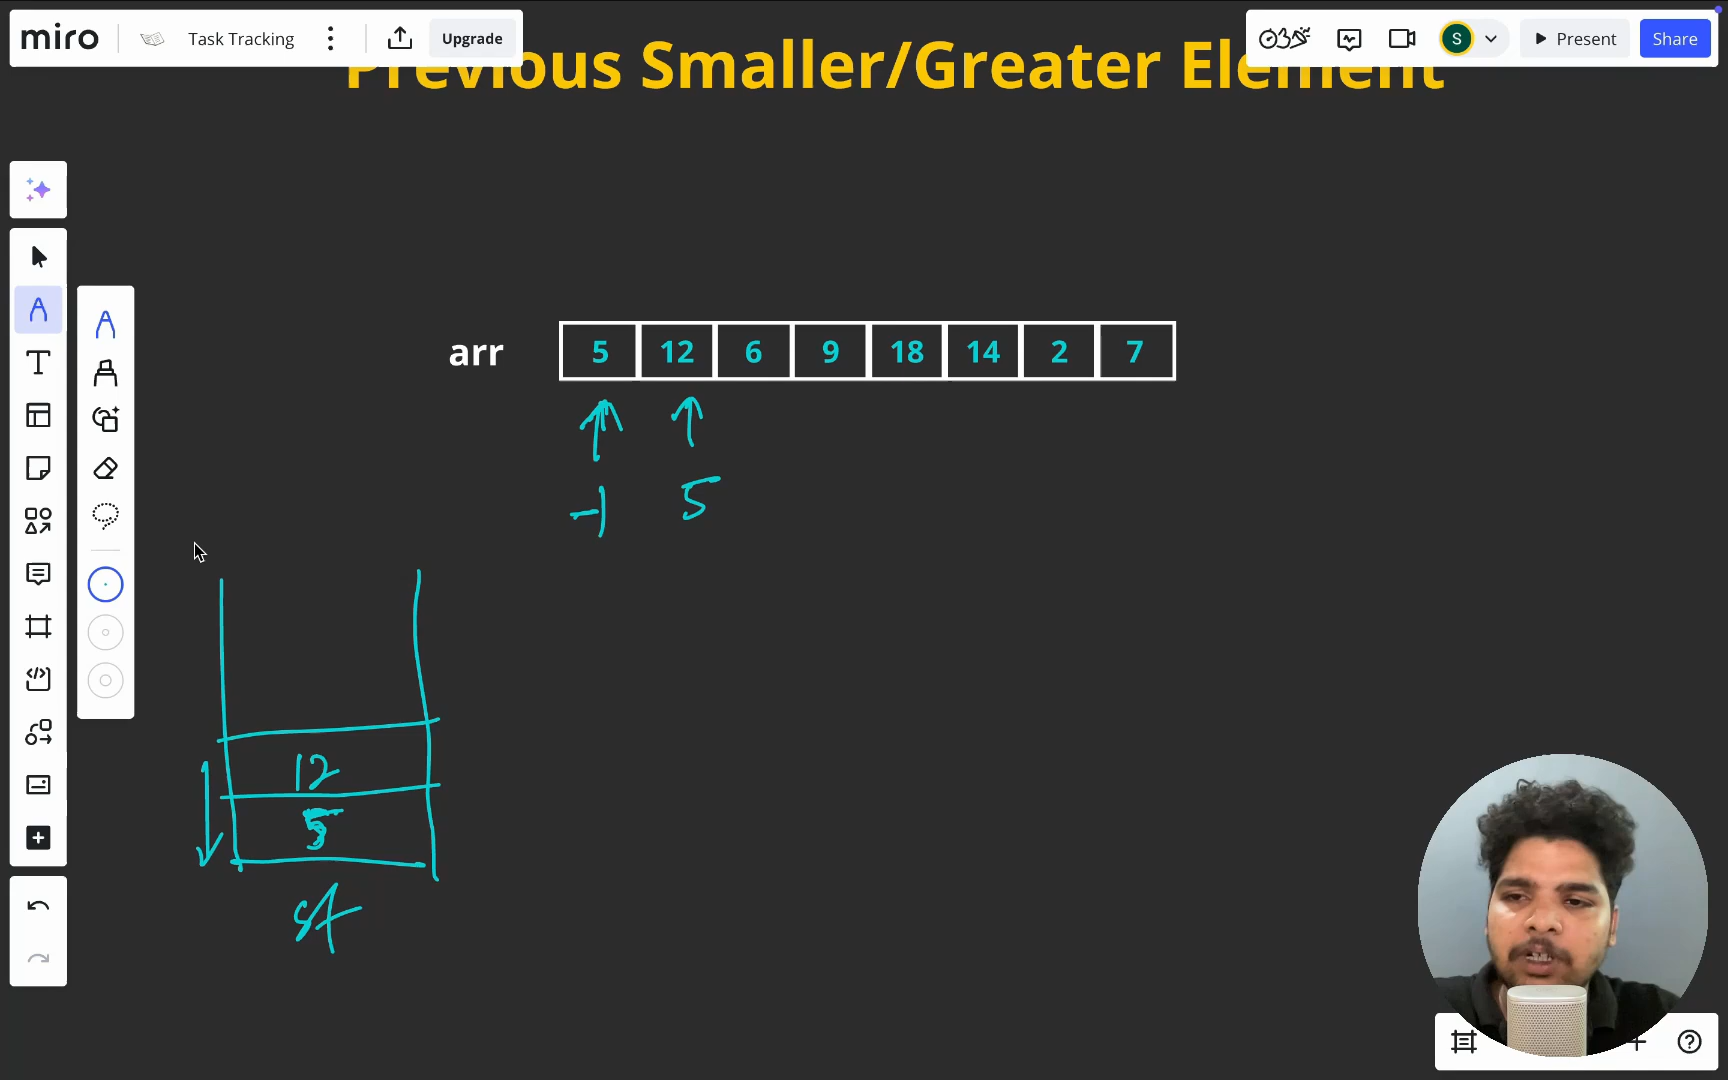 miro Task Tracking Upgrade S Present Share
Previous Smaller/Greater Element
arr 5 12 6 9 18 14 2 7
-1 5
12
5
st